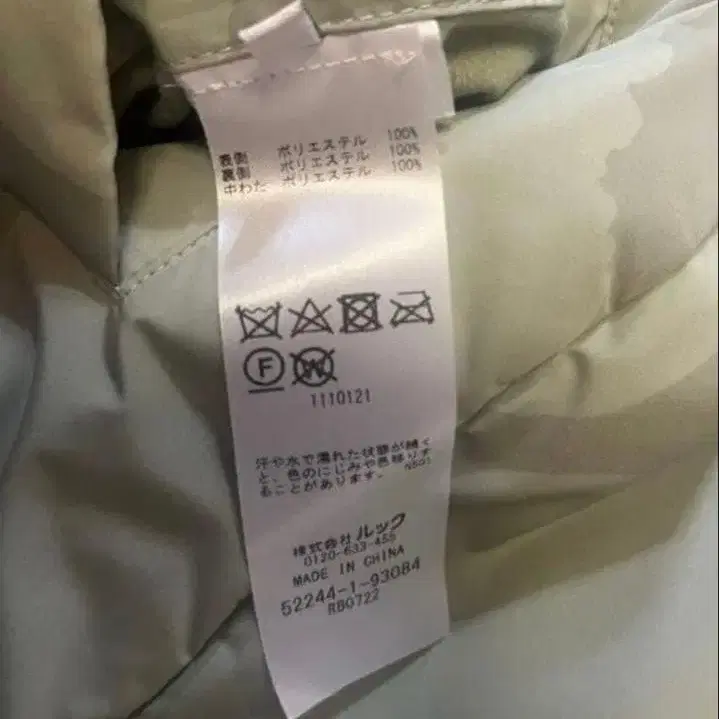 表側 ポリエステル 100%
裏側 ポリエステル 100%
中わた ポリエステル 100%
F W
1110121
汗や水で濡れた状態が続く
と、色のにじみや色移りす
ることがあります。 N501
株式会社ルック
0120-633-455
MADE IN CHINA
52244-1-93084
RB0722